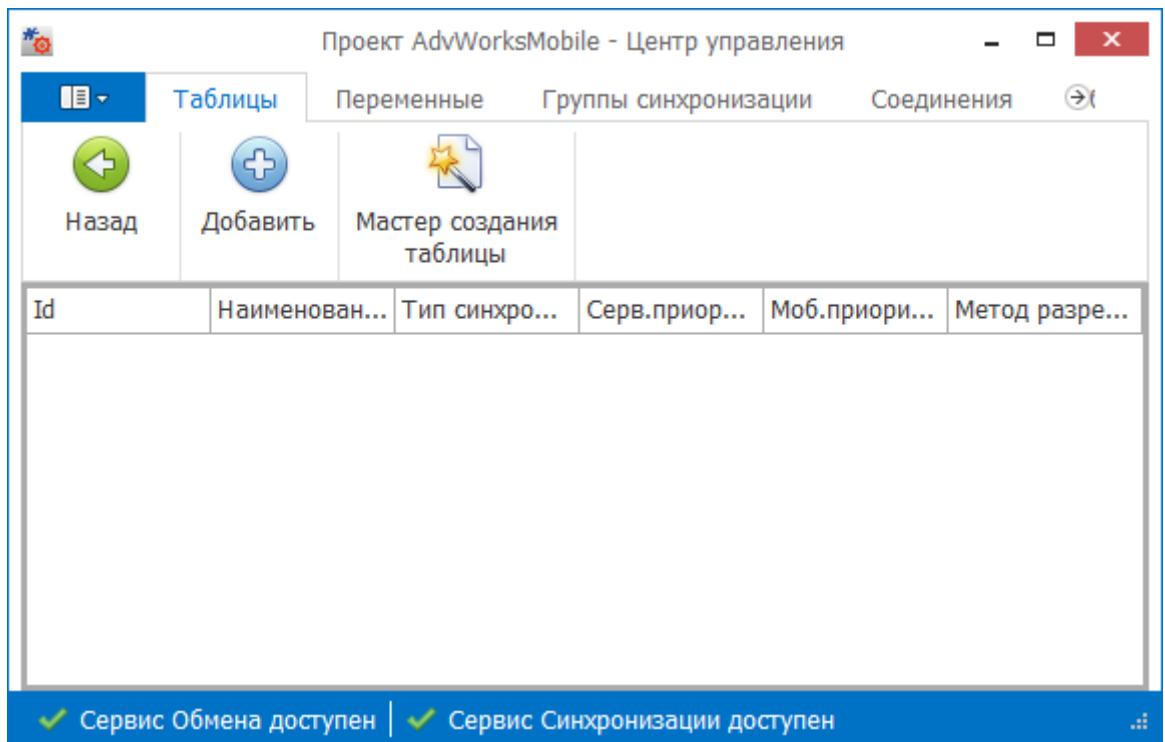 Проект AdvWorksMobile - Центр управления
Таблицы Переменные Группы синхронизации Соединения
Назад Добавить Мастер создания таблицы
Id Наименован... Тип синхро... Серв.приор... Моб.приори... Метод разре...
Сервис Обмена доступен Сервис Синхронизации доступен